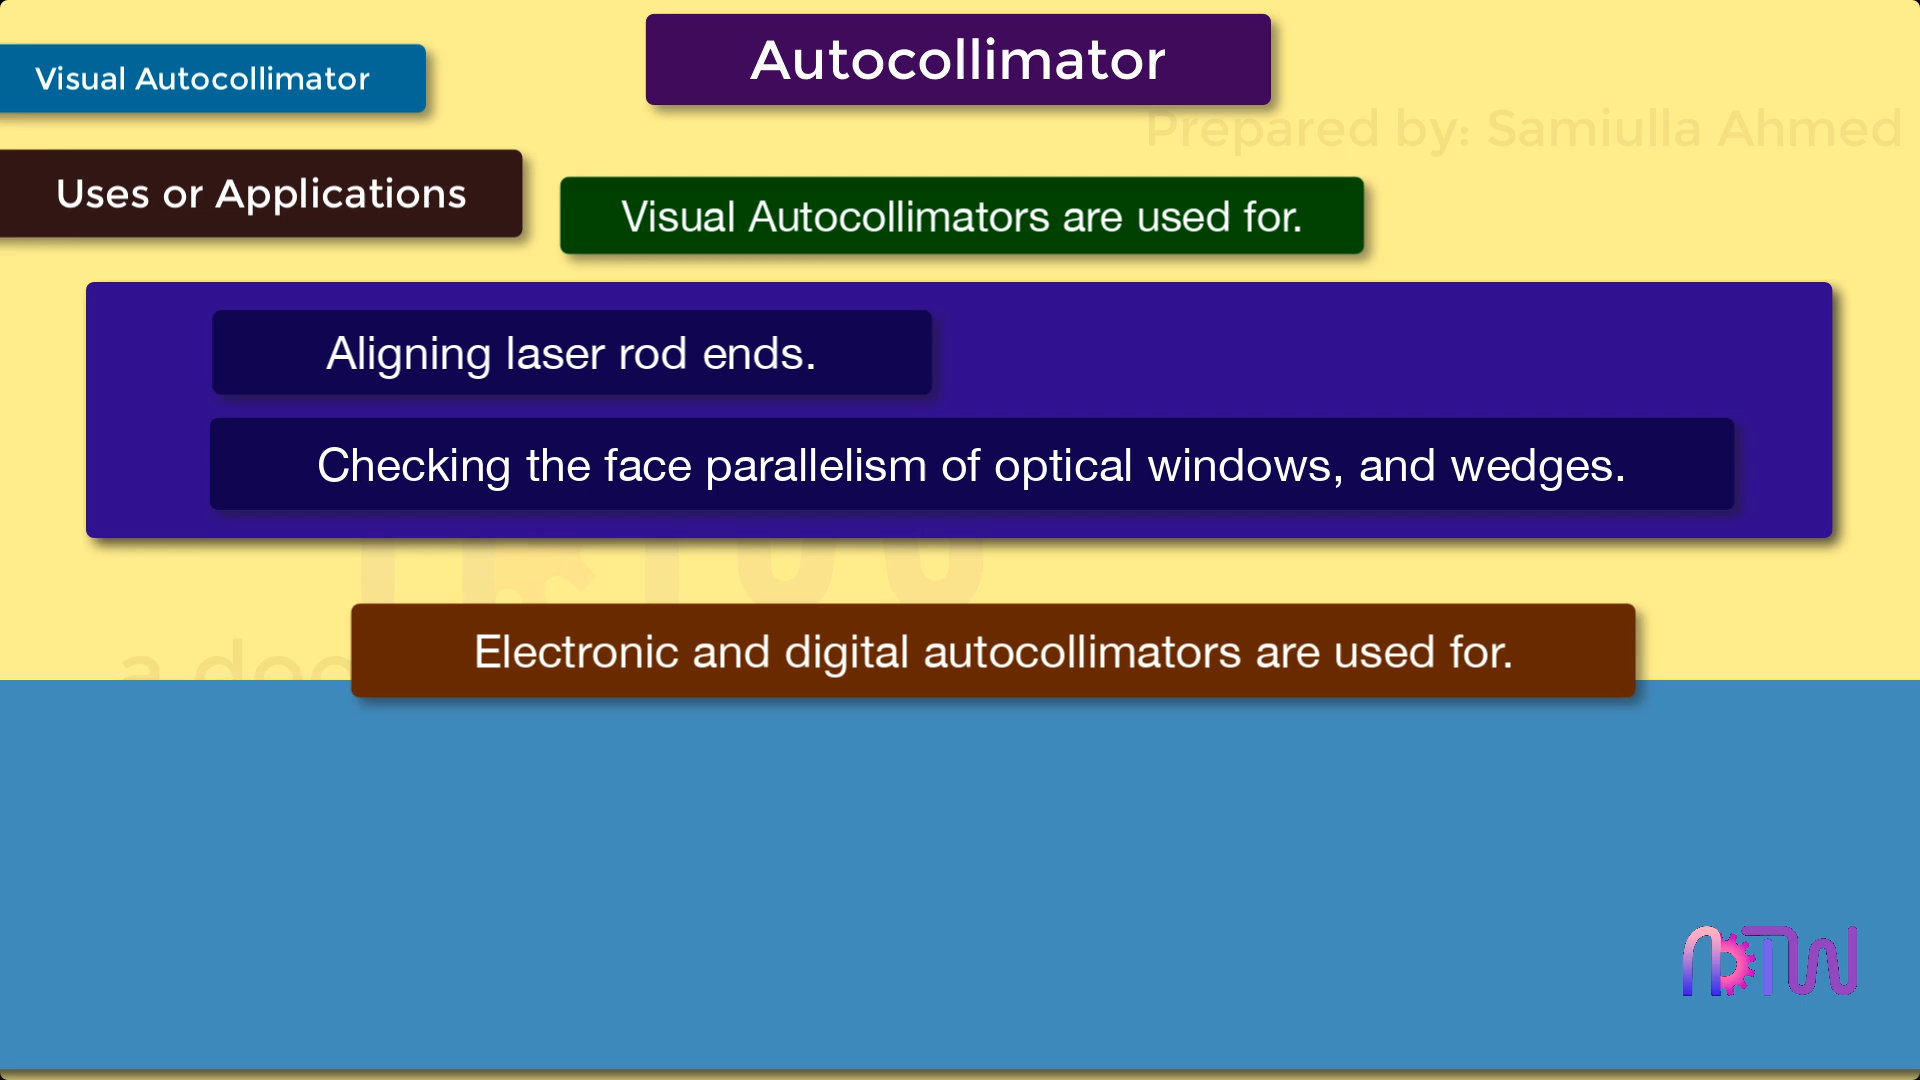 Autocollimator
Visual Autocollimator
Prepared by: Samiulla Ahmed
Uses or Applications
Visual Autocollimators are used for.
Aligning laser rod ends.
Checking the face parallelism of optical windows, and wedges.
Electronic and digital autocollimators are used for.